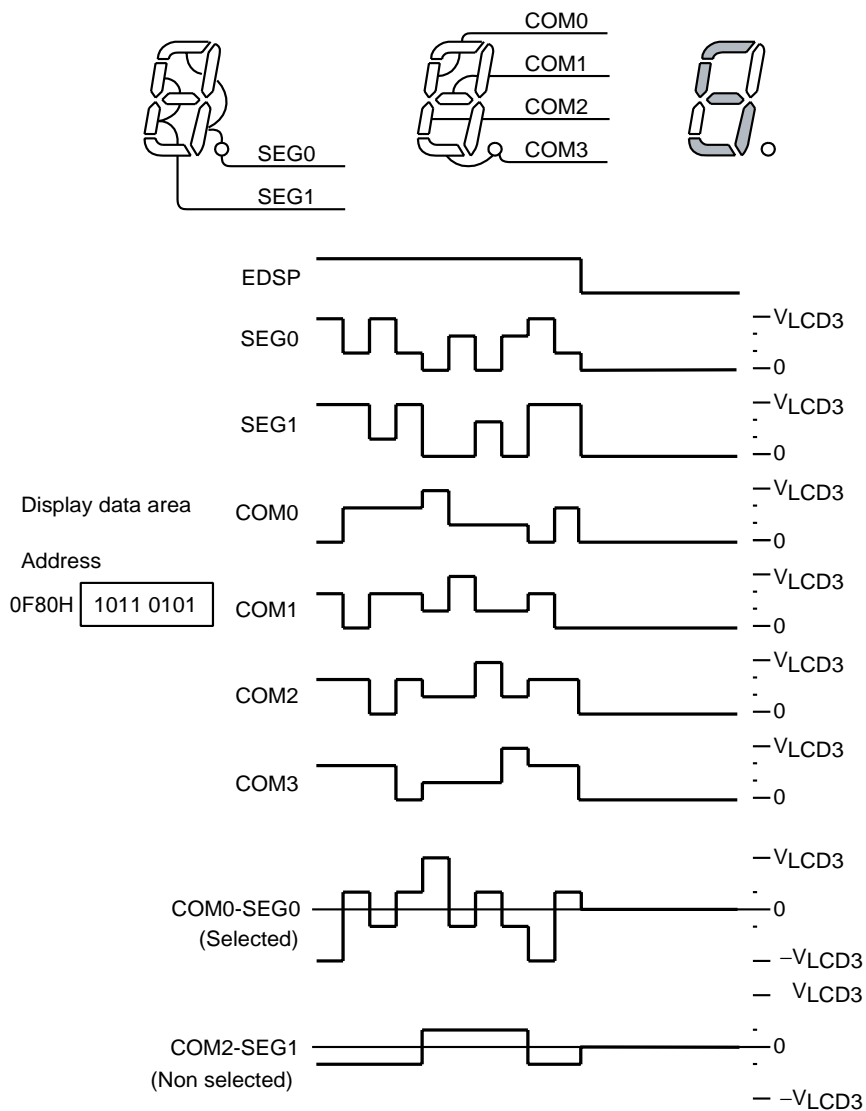 COM0
COM1
COM2
COM3
SEG0
SEG1
EDSP
SEG0
VLCD3
0
SEG1
VLCD3
0
Display data area
COM0
VLCD3
0
Address
0F80H 1011 0101
COM1
VLCD3
0
COM2
VLCD3
0
COM3
VLCD3
0
COM0-SEG0
(Selected)
VLCD3
0
−VLCD3
COM2-SEG1
(Non selected)
VLCD3
0
−VLCD3